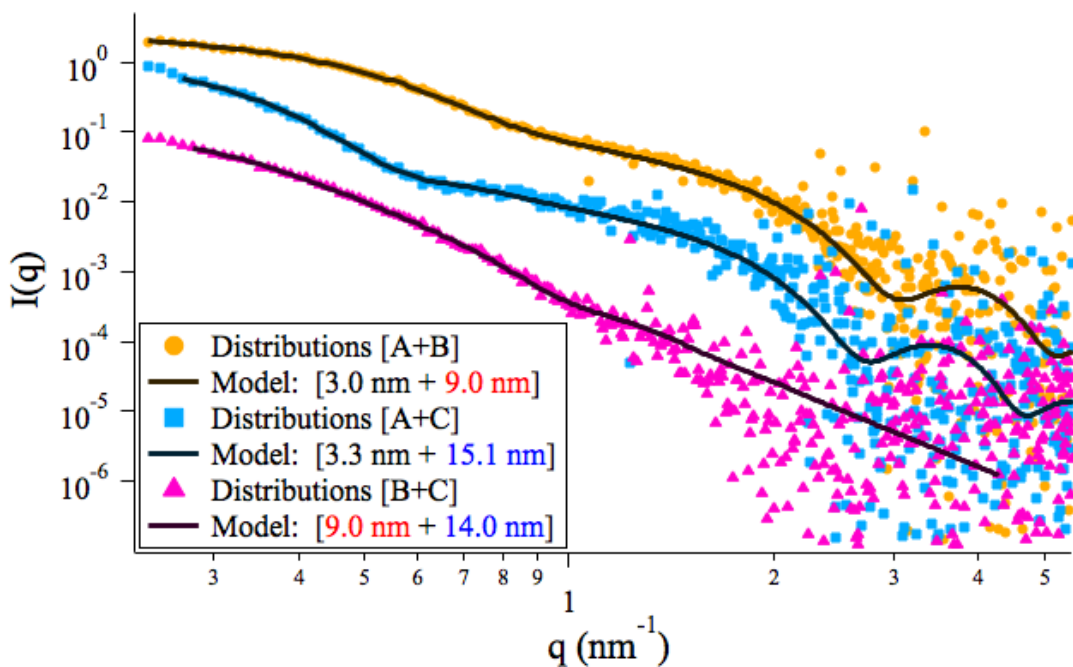 10^0
10^-1
10^-2
10^-3
10^-4
10^-5
10^-6
I(q)
Distributions [A+B]
Model: [3.0 nm + 9.0 nm]
Distributions [A+C]
Model: [3.3 nm + 15.1 nm]
Distributions [B+C]
Model: [9.0 nm + 14.0 nm]
3 4 5 6 7 8 9 1 2 3 4 5
q (nm^-1)